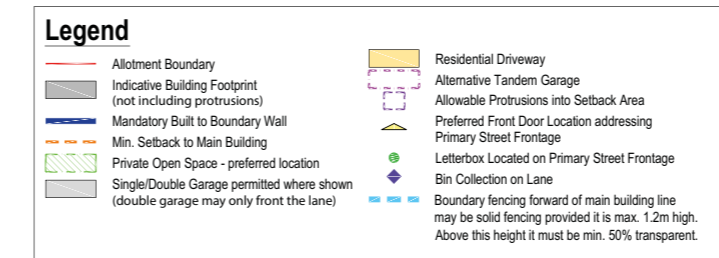 Legend
Allotment Boundary
Indicative Building Footprint
(not including protrusions)
Mandatory Built to Boundary Wall
Min. Setback to Main Building
Private Open Space - preferred location
Single/Double Garage permitted where shown
(double garage may only front the lane)
Residential Driveway
Alternative Tandem Garage
Allowable Protrusions into Setback Area
Preferred Front Door Location addressing
Primary Street Frontage
Letterbox Located on Primary Street Frontage
Bin Collection on Lane
Boundary fencing forward of main building line
may be solid fencing provided it is max. 1.2m high.
Above this height it must be min. 50% transparent.